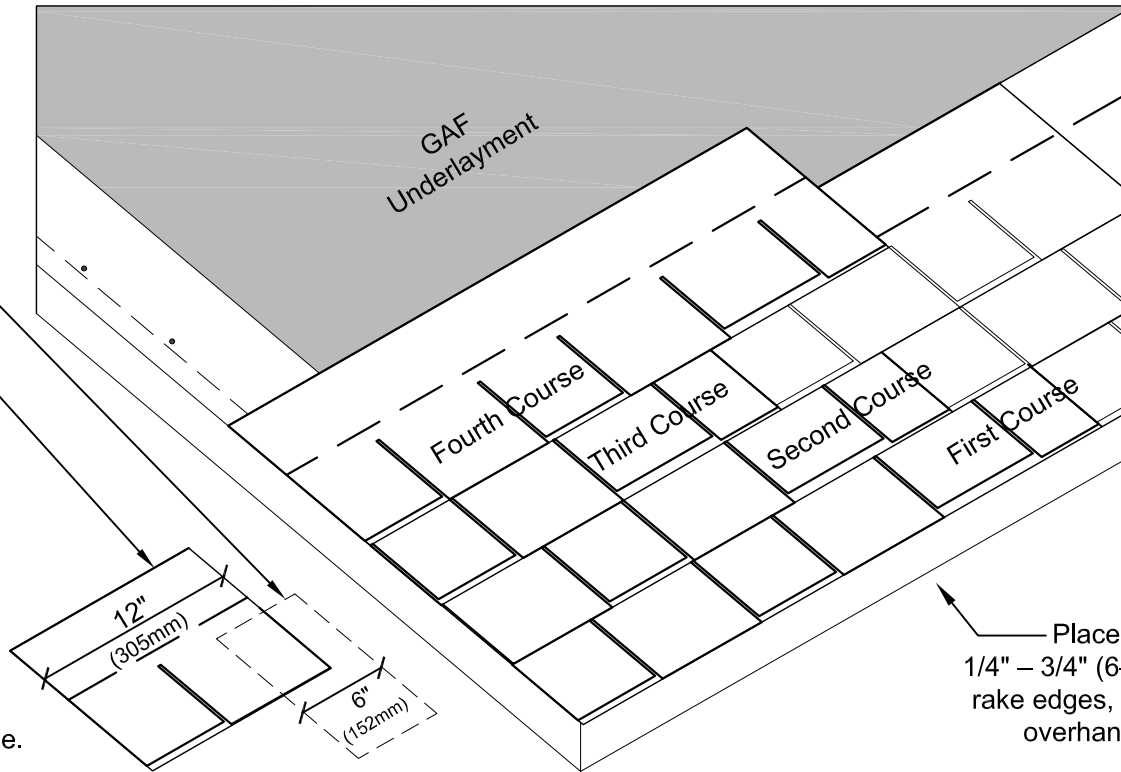 GAF
Underlayment
Fourth Course
Third Course
Second Course
First Course
12"
(305mm)
6"
(152mm)
e.
Place
1/4" – 3/4" (6-
rake edges,
overhan